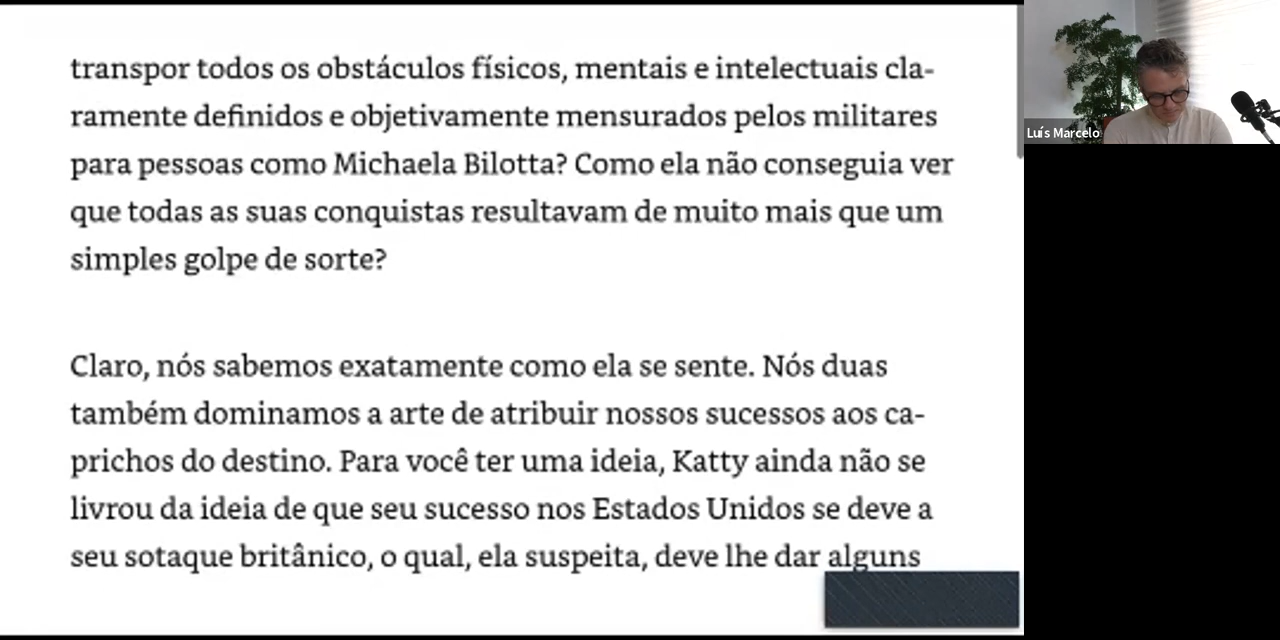 transpor todos os obstáculos físicos, mentais e intelectuais cla-
ramente definidos e objetivamente mensurados pelos militares
para pessoas como Michaela Bilotta? Como ela não conseguia ver
que todas as suas conquistas resultavam de muito mais que um
simples golpe de sorte?
Claro, nós sabemos exatamente como ela se sente. Nós duas
também dominamos a arte de atribuir nossos sucessos aos ca-
prichos do destino. Para você ter uma ideia, Katty ainda não se
livrou da ideia de que seu sucesso nos Estados Unidos se deve a
seu sotaque britânico, o qual, ela suspeita, deve lhe dar alguns
Luís Marcelo